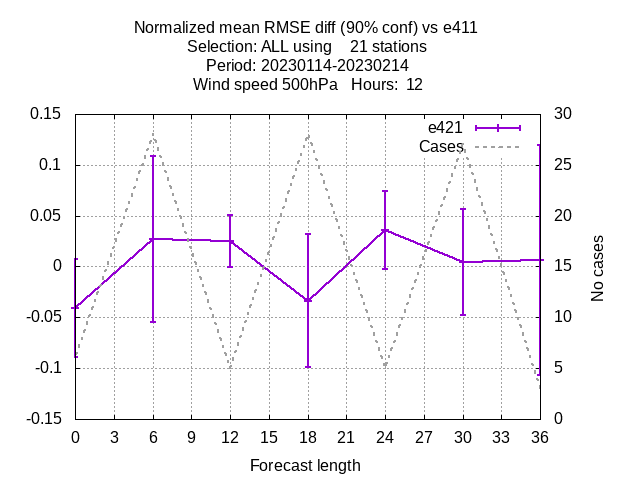 Normalized mean RMSE diff (90% conf) vs e411
Selection: ALL using    21 stations
Period: 20230114-20230214
Wind speed 500hPa   Hours:  12
0.15
0.1
0.05
0
-0.05
-0.1
-0.15
30
25
20
15
10
5
0
e421
Cases
No cases
0 3 6 9 12 15 18 21 24 27 30 33 36
Forecast length